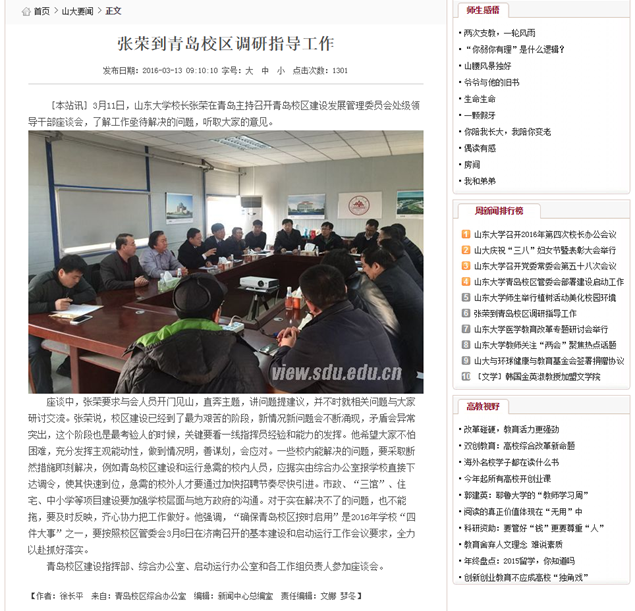 首页 > 山大要闻 > 正文
张荣到青岛校区调研指导工作
发布日期：2016-03-13 09:10:10 字号：大 中 小 点击次数：1301
[本站讯]3月11日，山东大学校长张荣在青岛主持召开青岛校区建设发展管理委员会处级领
导干部座谈会，了解工作亟待解决的问题，听取大家的意见。
view.sdu.edu.cn
座谈中，张荣要求与会人员开门见山，直奔主题，讲问题提建议，并不时就相关问题与大家
研讨交流。张荣说，校区建设已经到了最为艰苦的阶段，新情况新问题会不断涌现，矛盾会异常
突出，这个阶段也是最考验人的时候，关键要看一线指挥员经验和能力的发挥。他希望大家不怕
困难，充分发挥主观能动性，做到情况明，善谋划，会应对。一些校内能解决的问题，要采取断
然措施即刻解决，例如青岛校区建设和运行急需的校内人员，应据实由综合办公室报学校直接下
达调令，使其快速到位，急需的校外人才要通过加快招聘节奏尽快引进。市政、“三馆”、住
宅、中小学等项目建设要加强学校层面与地方政府的沟通。对于实在解决不了的问题，也不能
拖，要及时反映，齐心协力把工作做好。他强调，“确保青岛校区按时启用”是2016年学校“四
件大事”之一，要按照校区管委会3月8日在济南召开的基本建设和启动运行工作会议要求，全力
以赴抓好落实。
青岛校区建设指挥部、综合办公室、启动运行办公室和各工作组负责人参加座谈会。
【作者：徐长平 来自：青岛校区综合办公室 编辑：新闻中心总编室 责任编辑：文娜 梦冬】
师生感悟
• 两次支教，一轮风雨
• “你弱你有理”是什么逻辑？
• 山腰风景独好
• 爷爷与他的旧书
• 生命生命
• 一颗假牙
• 你陪我长大，我陪你变老
• 偶读有感
• 房间
• 我和弟弟
周新闻排行榜
1 山东大学召开2016年第四次校长办公会议
2 山大庆祝“三八”妇女节暨表彰大会举行
3 山东大学召开党委常委会第五十八次会议
4 山东大学青岛校区管委会部署建设启动工作
5 山东大学师生举行植树活动美化校园环境
6 张荣到青岛校区调研指导工作
7 山东大学医学教育改革专题研讨会举行
8 山东大学教师关注“两会”聚焦热点话题
9 山大与环球健康与教育基金会签署捐赠协议
10 【文学】韩国金英淑教授加盟文学院
高教视野
• 改革碰硬，教育活力更强劲
• 双创教育：高校综合改革新命题
• 海外名校学子都在读什么书
• 今年起所有高校开创业课
• 郭建英：耶鲁大学的“教师学习周”
• 阅读的真正价值体现在“无用”中
• 科研资助：要管好“钱”更要尊重“人”
• 教育舍弃人文理念 难说素质
• 年终盘点：2015留学，你知道吗
• 创新创业教育不应成高校“独角戏”